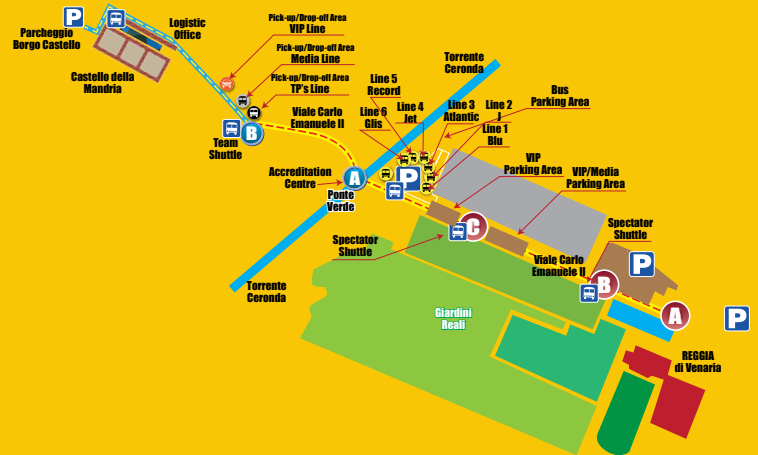 P
Parcheggio
Borgo Castello
Logistic
Office
Castello della
Mandria
Pick-up/Drop-off Area
VIP Line
Pick-up/Drop-off Area
Media Line
Pick-up/Drop-off Area
TP's Line
Viale Carlo
Emanuele II
B
Team
Shuttle
Accreditation
Centre
A
Ponte
Verde
Torrente
Ceronda
Line 5
Record
Line 6
Glis
Line 4
Jet
Line 3
Atlantic
Line 2
J
Line 1
Blu
Bus
Parking Area
P
VIP
Parking Area
VIP/Media
Parking Area
C
Spectator
Shuttle
Spectator
Shuttle
Viale Carlo
Emanuele II
P
B
A
P
Torrente
Ceronda
Giardini
Reali
REGGIA
di Venaria